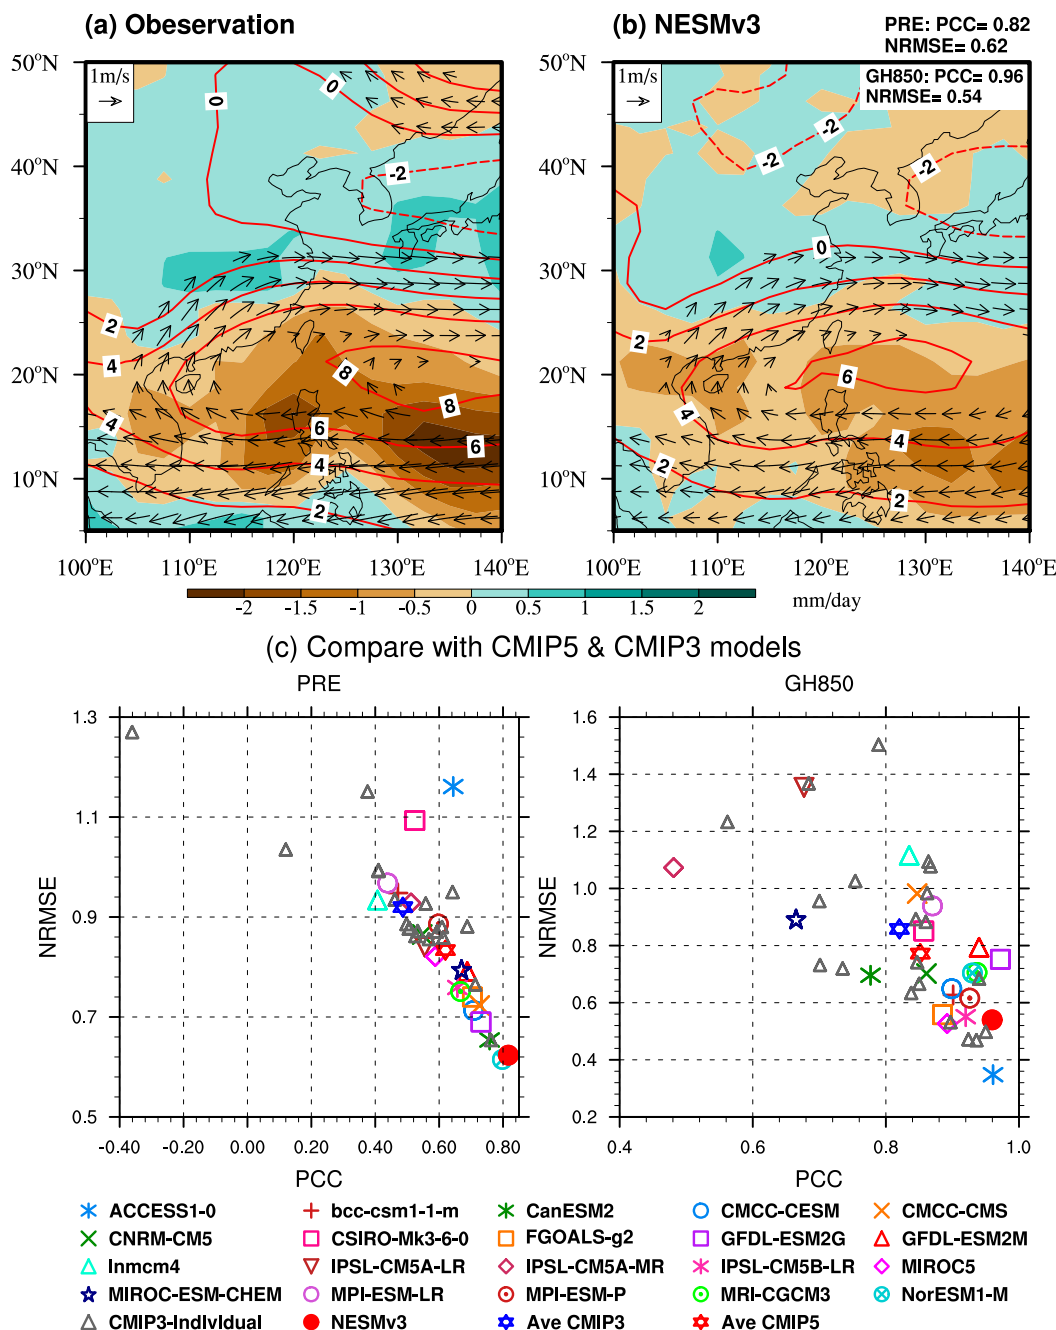 (a) Obeservation
(b) NESMv3
PRE: PCC= 0.82
NRMSE= 0.62
GH850: PCC= 0.96
NRMSE= 0.54
1m/s
1m/s
50°N
40°N
30°N
20°N
10°N
50°N
40°N
30°N
20°N
10°N
0
0
-2
2
4
4
8
8
6
6
4
2
-2
-2
-2
0
2
6
4
4
2
2
100°E 110°E 120°E 130°E 140°E
100°E 110°E 120°E 130°E 140°E
-2 -1.5 -1 -0.5 0 0.5 1 1.5 2
mm/day
(c) Compare with CMIP5 & CMIP3 models
PRE
GH850
NRMSE
1.3
1.1
0.9
0.7
0.5
-0.40 -0.20 0.00 0.20 0.40 0.60 0.80
PCC
NRMSE
1.6
1.4
1.2
1.0
0.8
0.6
0.4
0.2
0.4 0.6 0.8 1.0
PCC
ACCESS1-0 bcc-csm1-1-m CanESM2 CMCC-CESM CMCC-CMS
CNRM-CM5 CSIRO-Mk3-6-0 FGOALS-g2 GFDL-ESM2G GFDL-ESM2M
Inmcm4 IPSL-CM5A-LR IPSL-CM5A-MR IPSL-CM5B-LR MIROC5
MIROC-ESM-CHEM MPI-ESM-LR MPI-ESM-P MRI-CGCM3 NorESM1-M
CMIP3-Individual NESMv3 Ave CMIP3 Ave CMIP5